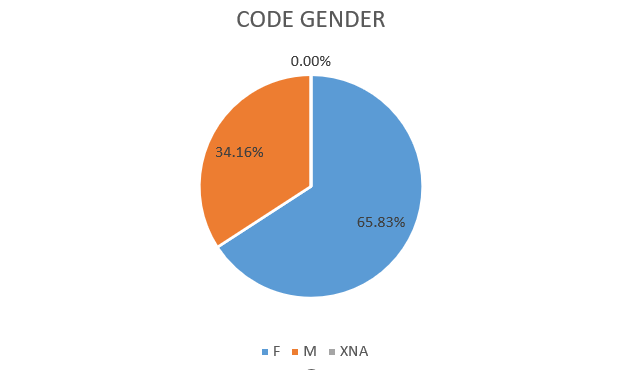 CODE GENDER
0.00%
34.16%
65.83%
F M XNA